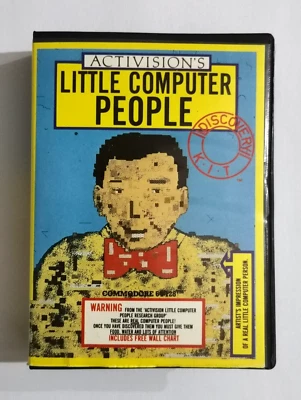 ACTIVISION'S
LITTLE COMPUTER
PEOPLE
DISCOVERY
KIT
COMMODORE 64/128
WARNING FROM THE 'ACTIVISION LITTLE COMPUTER
PEOPLE RESEARCH GROUP'
THESE ARE REAL COMPUTER PEOPLE!
ONCE YOU HAVE DISCOVERED THEM YOU MUST GIVE THEM
FOOD, WATER AND LOTS OF ATTENTION
INCLUDES FREE WALL CHART
ARTIST'S IMPRESSION
OF A REAL LITTLE COMPUTER PERSON.